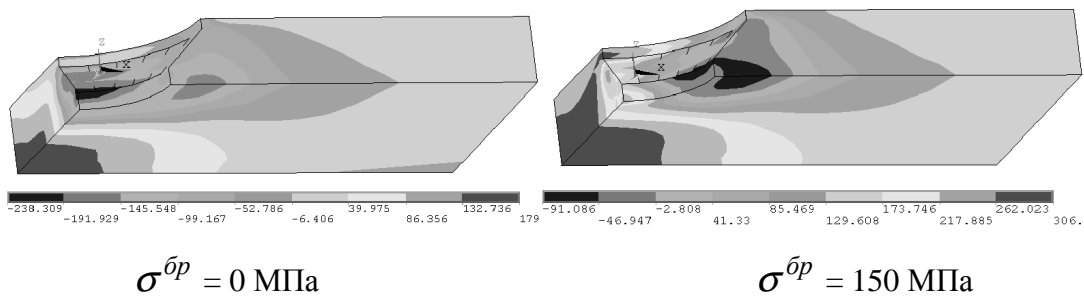 z
x
z
x
-238.309 -145.548 -52.786 39.975 132.736
-191.929 -99.167 -6.406 86.356 179
-91.086 -2.808 85.469 173.746 262.023
-46.947 41.33 129.608 217.885 306.
σ^бр = 0 МПа
σ^бр = 150 МПа